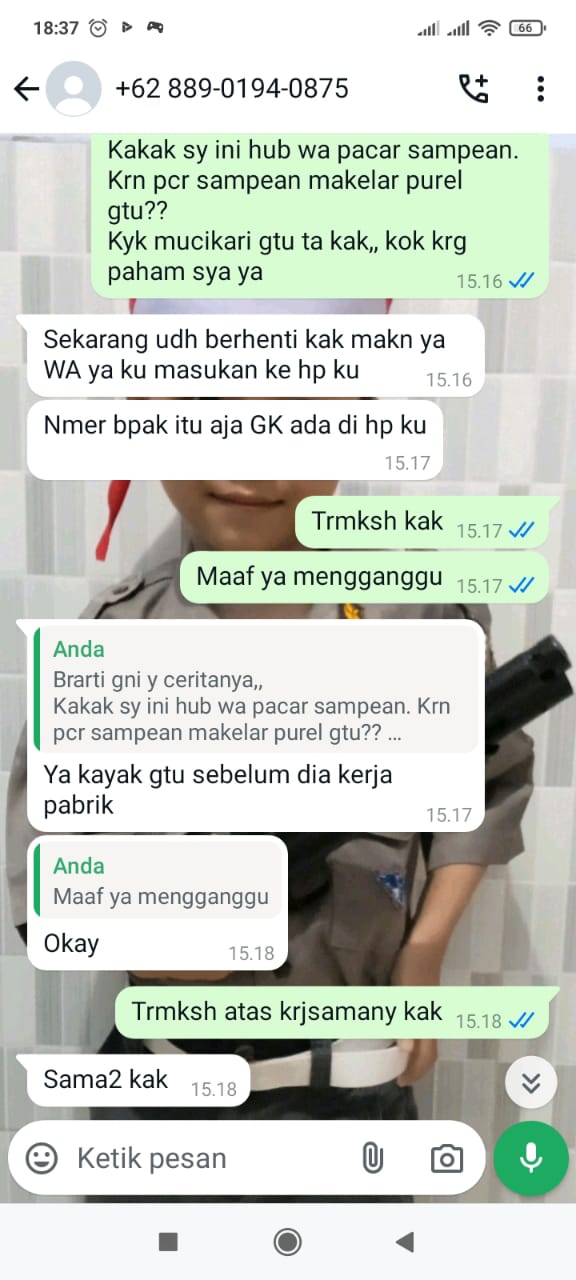 18:37
66
+62 889-0194-0875
Kakak sy ini hub wa pacar sampean.
Krn pcr sampean makelar purel
gtu??
Kyk mucikari gtu ta kak,, kok krg
paham sya ya
15.16
Sekarang udh berhenti kak makn ya
WA ya ku masukan ke hp ku
15.16
Nmer bpak itu aja GK ada di hp ku
15.17
Trmksh kak
15.17
Maaf ya mengganggu
15.17
Anda
Brarti gni y ceritanya,,
Kakak sy ini hub wa pacar sampean. Krn
pcr sampean makelar purel gtu?? ...
Ya kayak gtu sebelum dia kerja
pabrik
15.17
Anda
Maaf ya mengganggu
Okay
15.18
Trmksh atas krjsamany kak
15.18
Sama2 kak
15.18
Ketik pesan